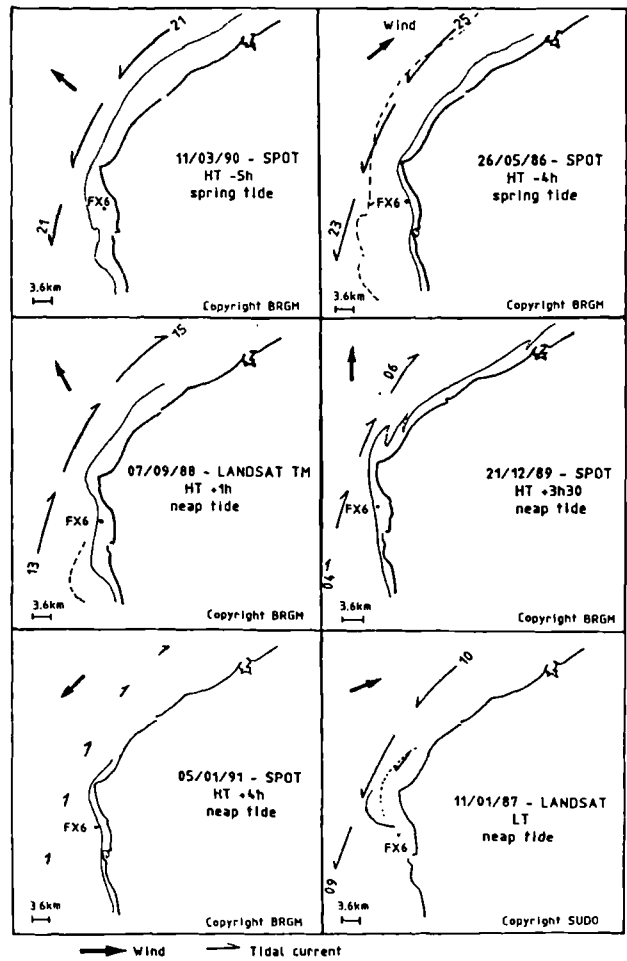 21
11/03/90 - SPOT
HT -5h
spring tide
FX6
21
3.6km
Copyright BRGM
Wind
25
26/05/86 - SPOT
HT -4h
spring tide
FX6
23
3.6km
Copyright BRGM
15
07/09/88 - LANDSAT TM
HT +1h
neap tide
FX6
13
3.6km
Copyright BRGM
06
21/12/89 - SPOT
HT +3h30
neap tide
FX6
04
3.6km
Copyright BRGM
05/01/91 - SPOT
HT +4h
neap tide
FX6
3.6km
Copyright BRGM
10
11/01/87 - LANDSAT
LT
neap tide
FX6
09
3.6km
Copyright SUDO
Wind
Tidal current